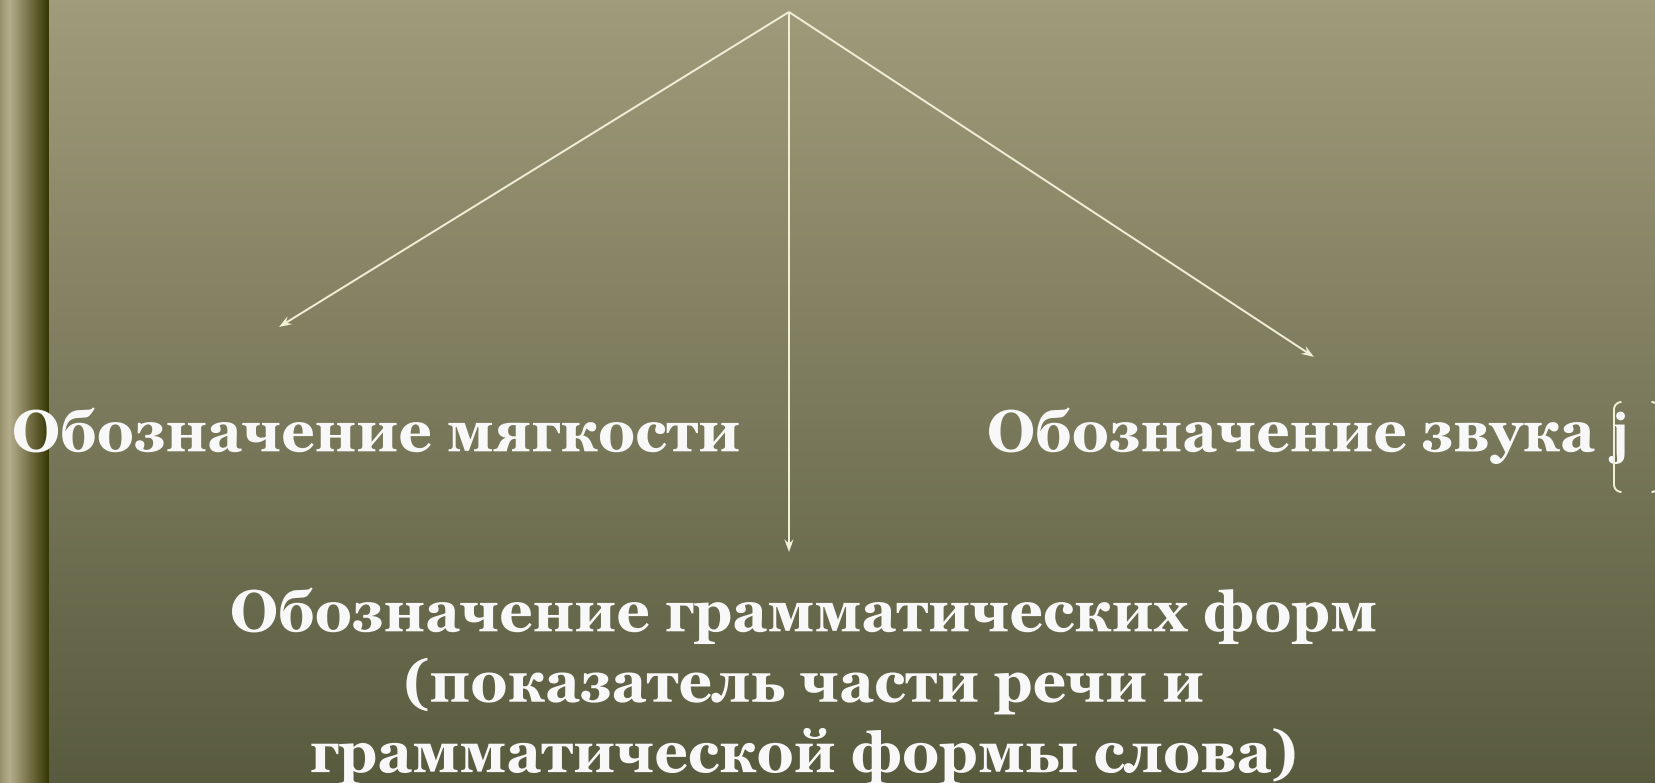 Обозначение мягкости
Обозначение звука [j]
Обозначение грамматических форм
(показатель части речи и
грамматической формы слова)